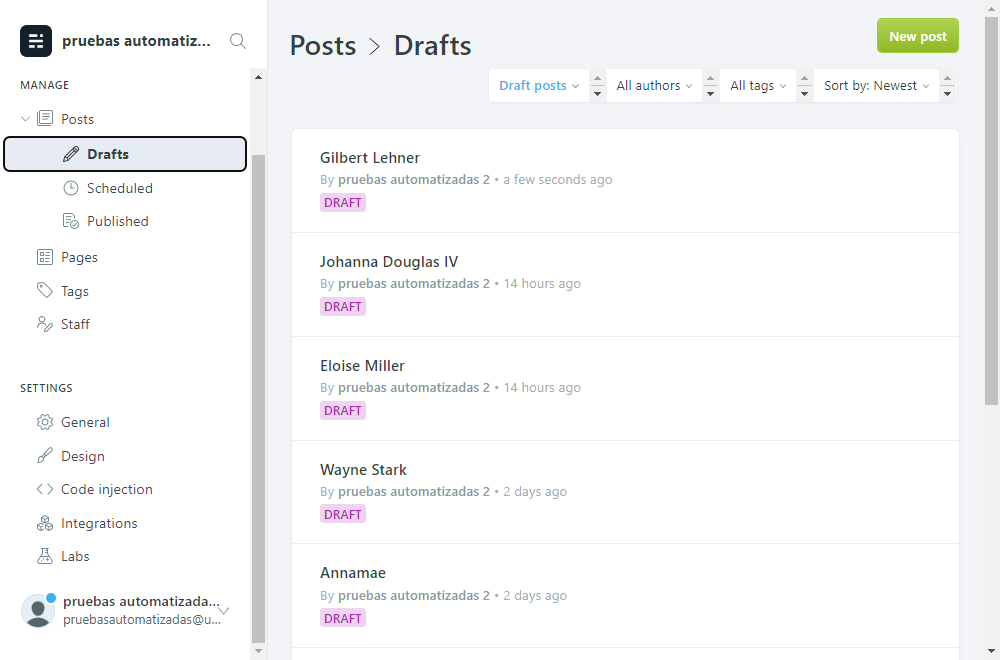 pruebas automatiz...
MANAGE
Posts
Drafts
Scheduled
Published
Pages
Tags
Staff
SETTINGS
General
Design
Code injection
Integrations
Labs
pruebas automatizada...
pruebasautomatizadas@u...
Posts > Drafts
New post
Draft posts
All authors
All tags
Sort by: Newest
Gilbert Lehner
By pruebas automatizadas 2 • a few seconds ago
DRAFT
Johanna Douglas IV
By pruebas automatizadas 2 • 14 hours ago
DRAFT
Eloise Miller
By pruebas automatizadas 2 • 14 hours ago
DRAFT
Wayne Stark
By pruebas automatizadas 2 • 2 days ago
DRAFT
Annamae
By pruebas automatizadas 2 • 2 days ago
DRAFT